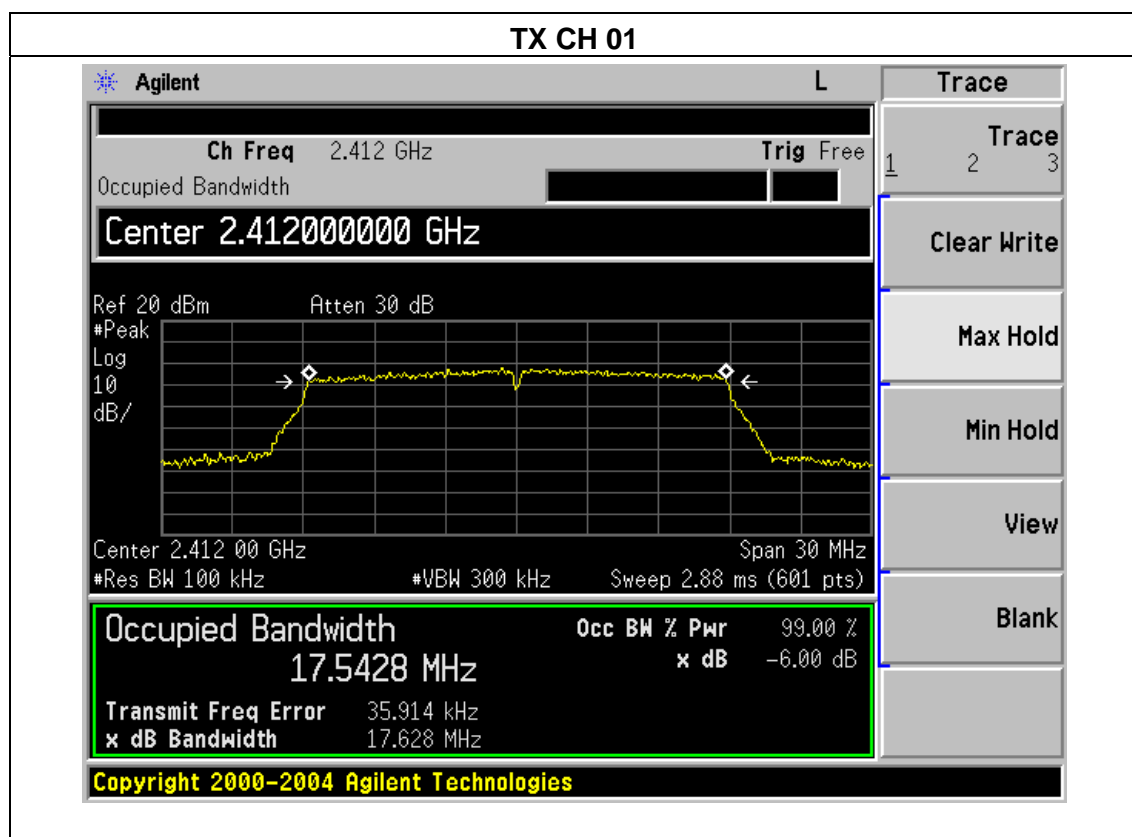 TX CH 01
Agilent L Trace
Ch Freq 2.412 GHz Trig Free
Occupied Bandwidth
Trace
1 2 3
Center 2.412000000 GHz
Clear Write
Ref 20 dBm Atten 30 dB
#Peak
Log
10
dB/
Max Hold
Min Hold
View
Center 2.412 00 GHz Span 30 MHz
#Res BW 100 kHz #VBW 300 kHz Sweep 2.88 ms (601 pts)
Blank
Occupied Bandwidth
17.5428 MHz
Occ BW % Pwr 99.00 %
x dB -6.00 dB
Transmit Freq Error 35.914 kHz
x dB Bandwidth 17.628 MHz
Copyright 2000-2004 Agilent Technologies